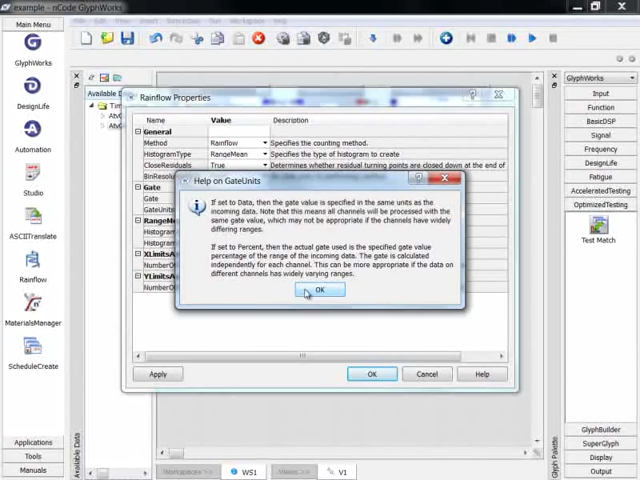 example - nCode GlyphWorks
Main Menu
GlyphWorks
DesignLife
Automation
Studio
ASCIITranslate
Rainflow
MaterialsManager
ScheduleCreate
Applications
Tools
Manuals
Available Data
Rainflow Properties
Name Value Description
General
Method Rainflow Specifies the counting method.
HistogramType RangeMean Specifies the type of histogram to create
CloseResiduals True Determines whether residual turning points are closed down at the end of
Gate
Gate
GateUnits
Help on GateUnits
If set to Data, then the gate value is specified in the same units as the
incoming data. Note that this means all channels will be processed with the
same gate value, which may not be appropriate if the channels have widely
differing ranges.
If set to Percent, then the actual gate used is the specified gate value
percentage of the range of the incoming data. The gate is calculated
independently for each channel. This can be more appropriate if the data on
different channels has widely varying ranges.
OK
Apply
OK
Cancel
Help
Workspaces >>
WS1
Views >>
V1
Glyph Palette
GlyphWorks
Input
Function
BasicDSP
Signal
Frequency
DesignLife
Fatigue
AcceleratedTesting
OptimizedTesting
Test Match
GlyphBuilder
SuperGlyph
Display
Output